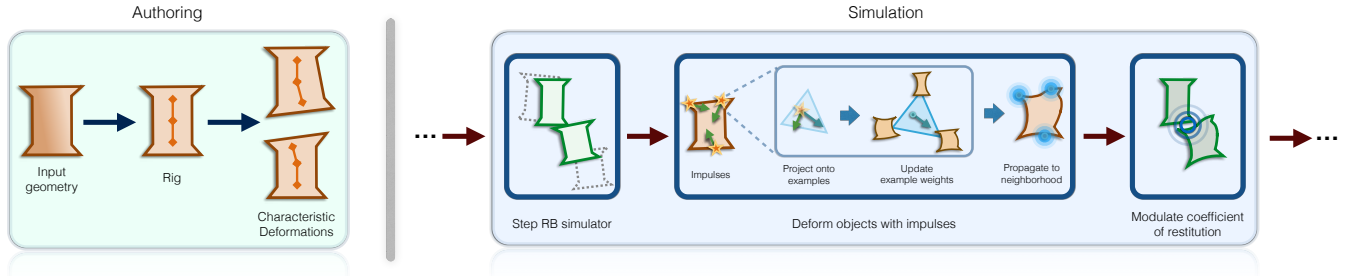 Authoring
Input
geometry
Rig
Characteristic
Deformations
Simulation
...
Step RB simulator
Impulses
Project onto
examples
Update
example weights
Propagate to
neighborhood
Deform objects with impulses
Modulate coefficient
of restitution
...